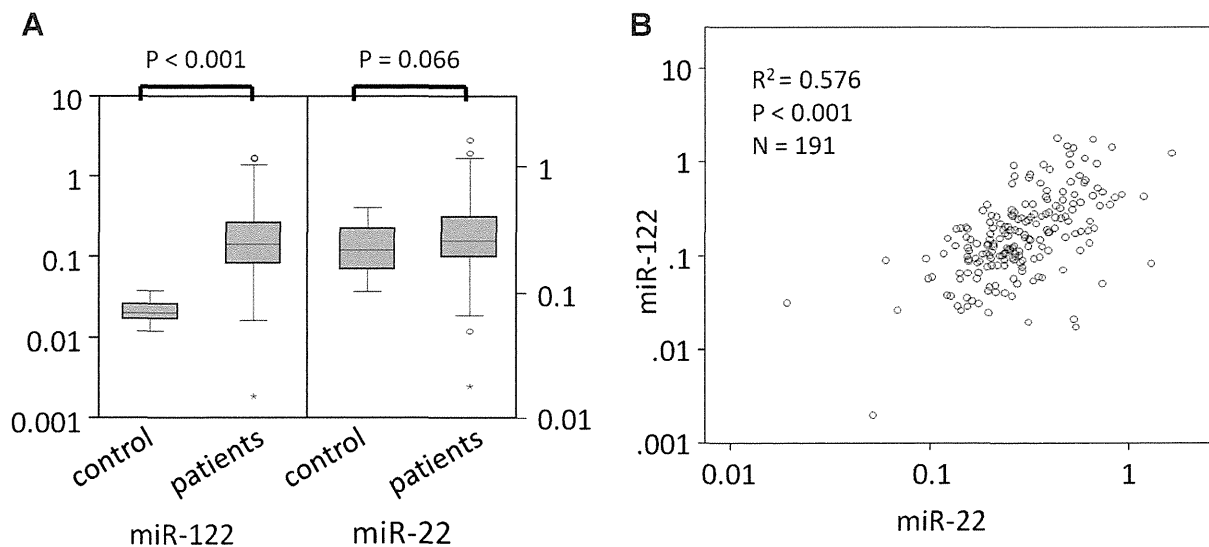 A
P < 0.001
P = 0.066
10
1
0.1
0.01
0.001
1
0.1
0.01
control
patients
control
patients
miR-122
miR-22
B
R² = 0.576
P < 0.001
N = 191
10
1
.1
.01
.001
miR-122
0.01
0.1
1
miR-22